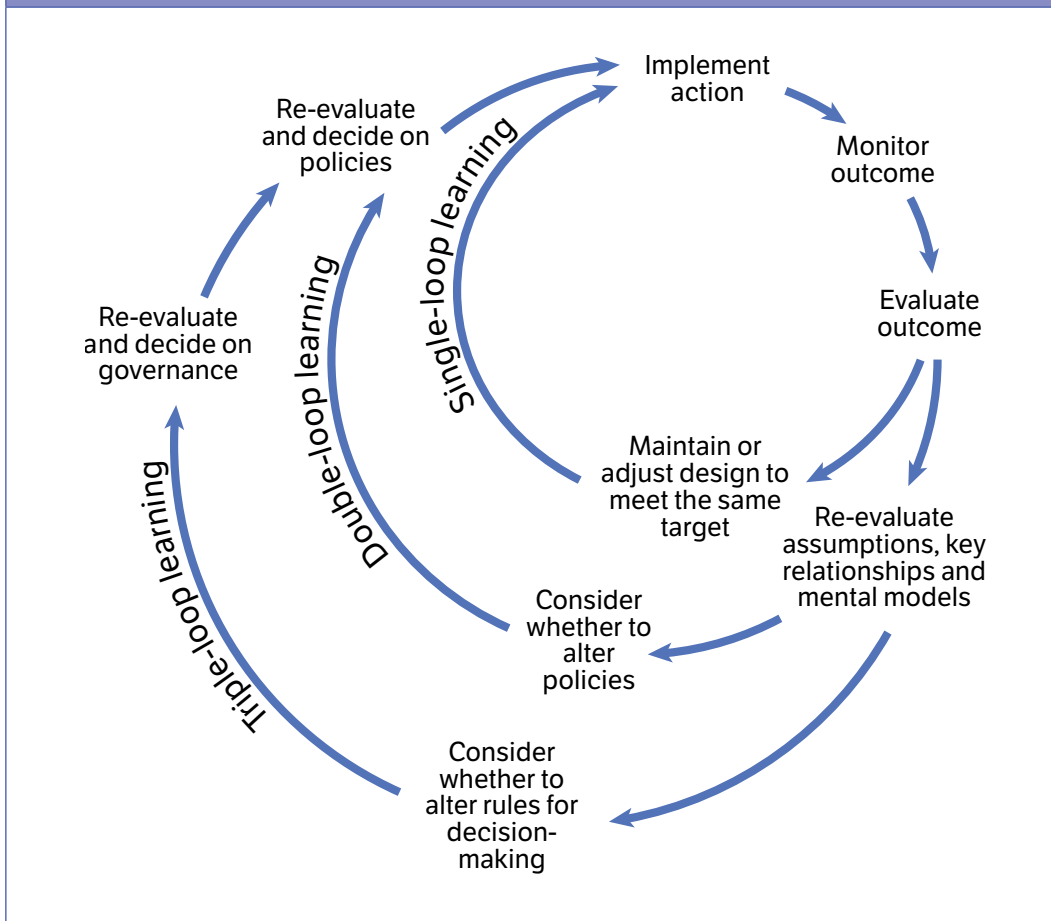 Implement
action
Monitor
outcome
Evaluate
outcome
Maintain or
adjust design to
meet the same
target
Single-loop learning
Re-evaluate
assumptions, key
relationships and
mental models
Consider
whether to
alter
policies
Double-loop learning
Re-evaluate
and decide on
policies
Consider
whether to
alter rules for
decision-
making
Triple-loop learning
Re-evaluate
and decide on
governance